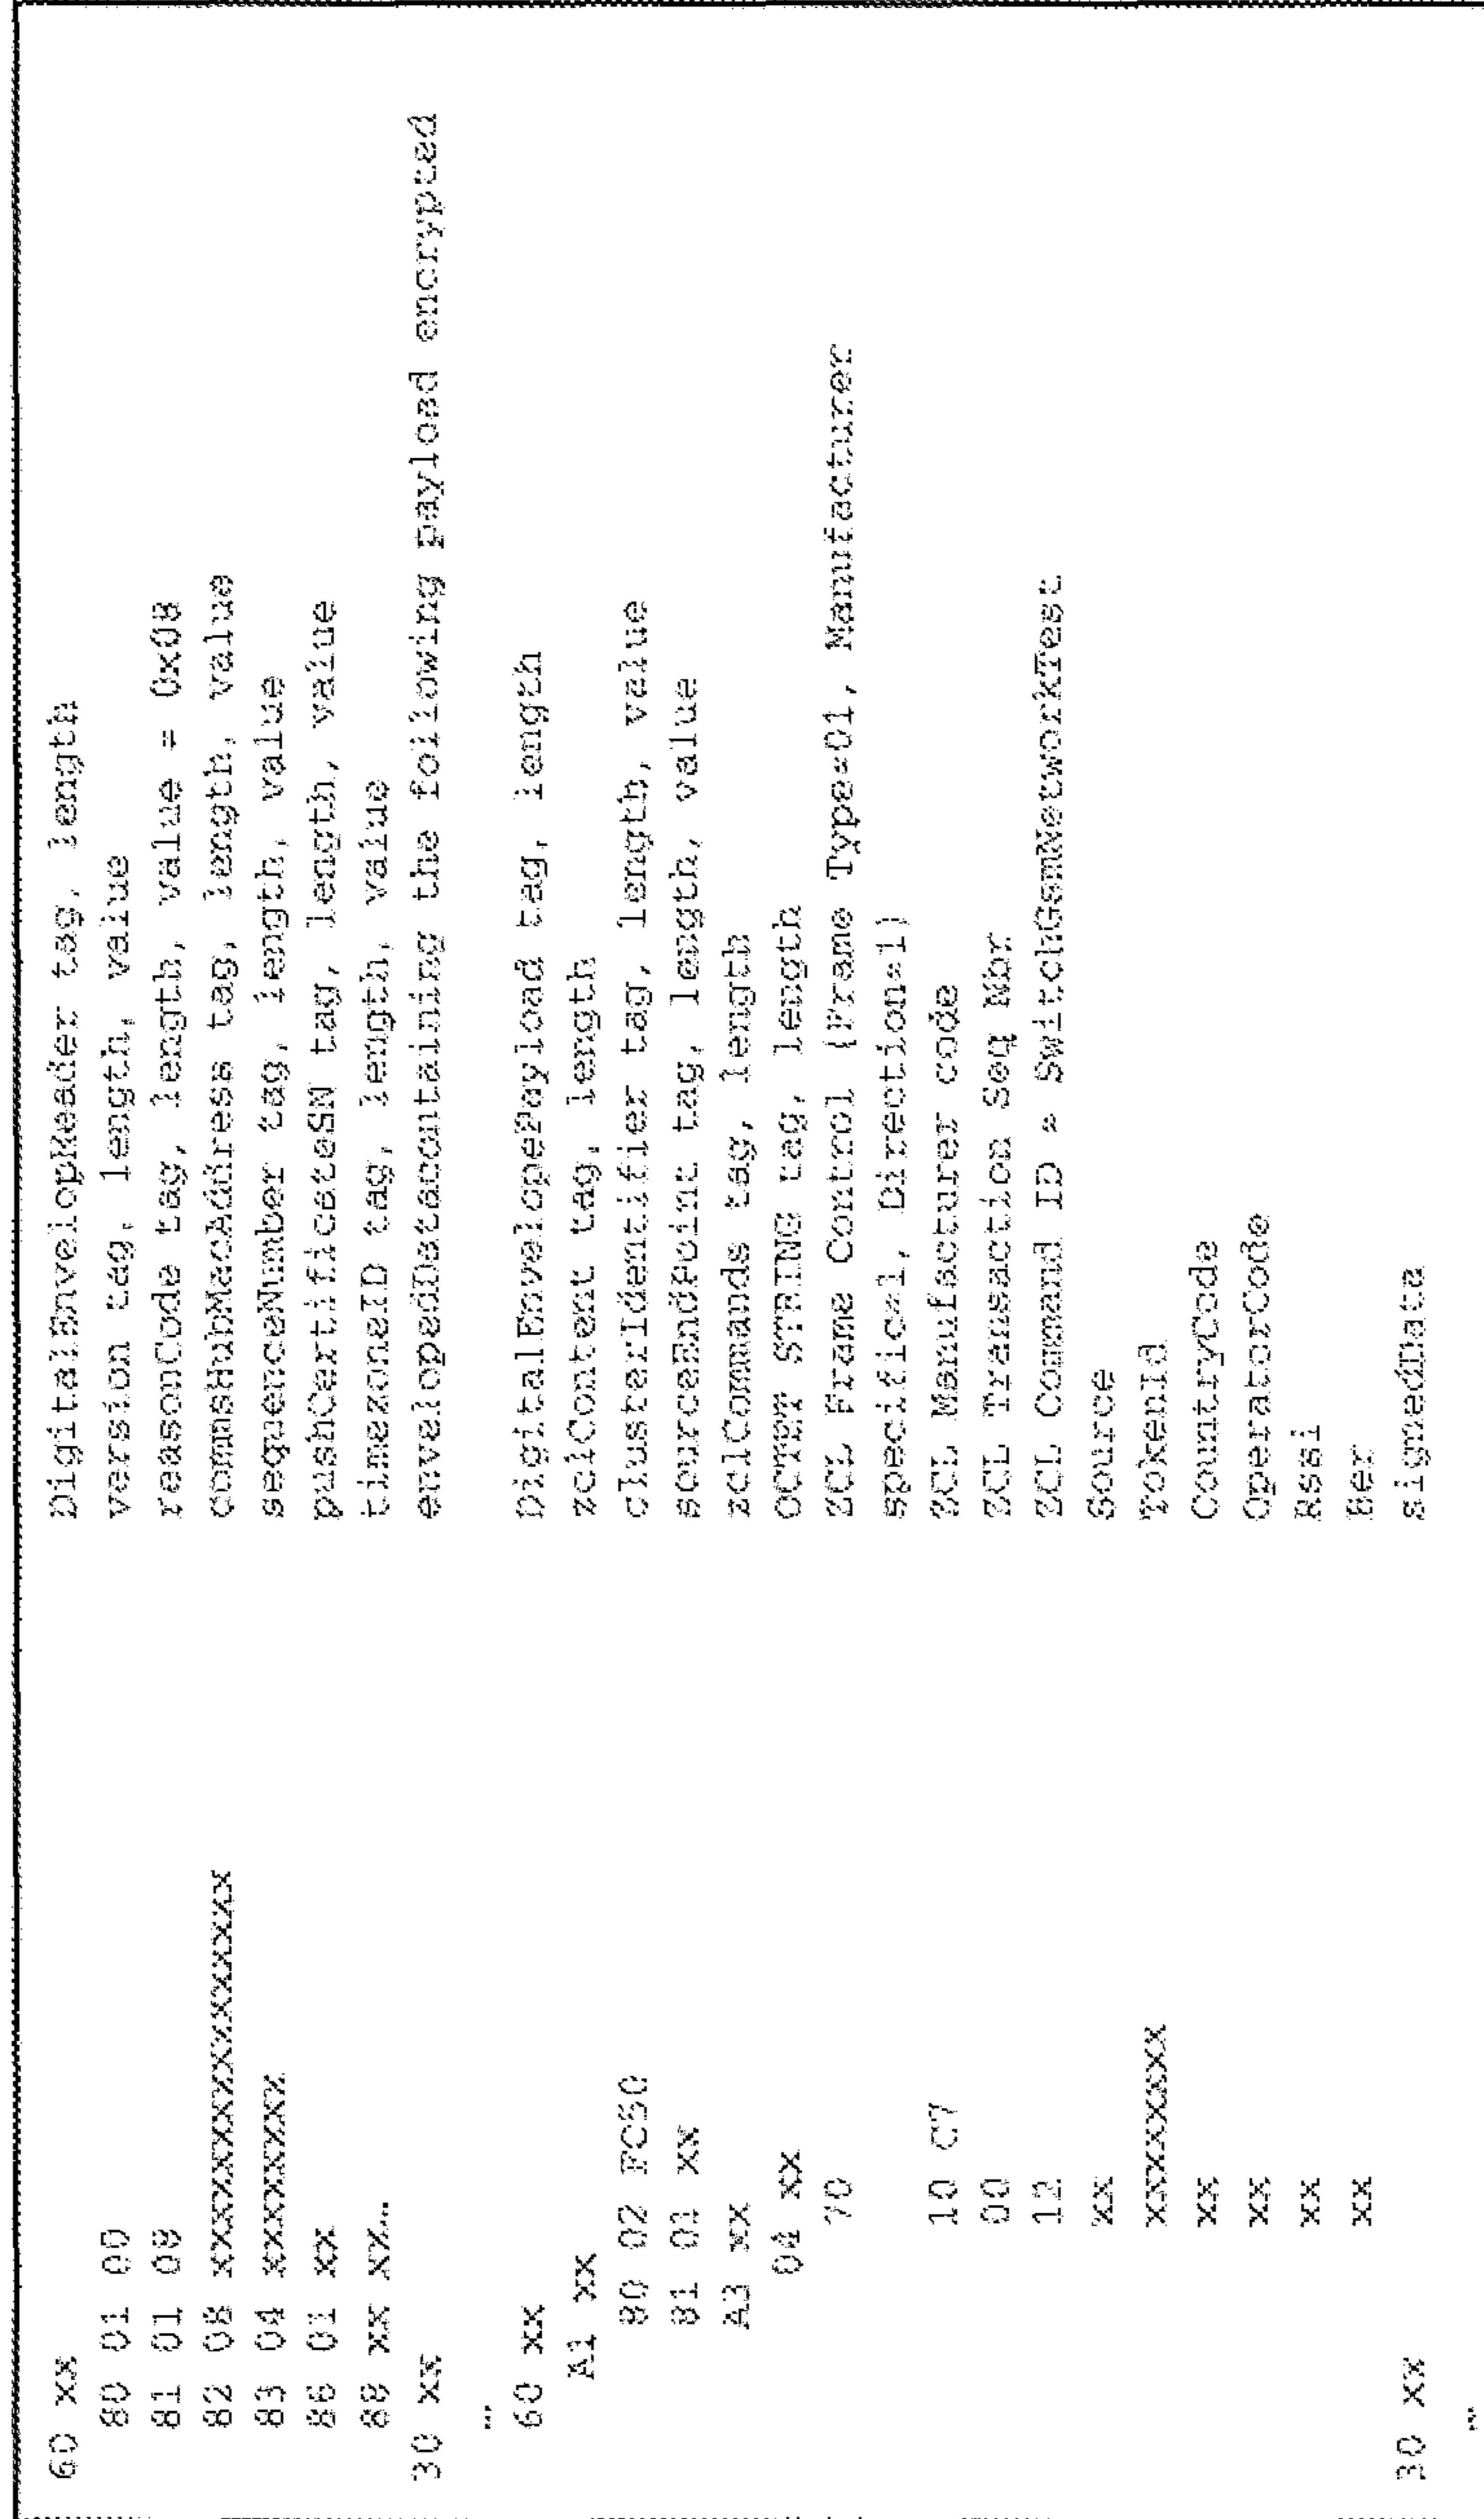 60 xx DigitalEnvelopHeader tag, length
80 01 00 version tag, length, value
81 01 08 reasonCode tag, length, value = 0x08
82 08 xxxxxxxxxxxxxxxx commsHubMacAddress tag, length, value
83 04 xxxxxxxx sequenceNumber tag, length, value
86 01 xx pushCertificateSN tag, length, value
88 xx xx… timezoneID tag, length, value
30 xx envelopedDatacontaining the following payload encrypted
…
60 xx DigitalEnvelopePayload tag, length
A1 xx zclContent tag, length
80 02 FC50 clusterIdentifier tag, length, value
81 01 xx sourceEndPoint tag, length, value
A3 xx zclCommands tag, length
04 xx OCTET STRING tag, length
70 ZCL Frame Control (Frame Type=01, Manufacturer
specific=1, Direction=1)
10 C7 ZCL Manufacturer code
00 ZCL Transaction Seq Nbr
12 ZCL Command ID = SwitchGsmNetworkTest
xx Source
xxxxxxxx TokenId
xx CountryCode
xx OperatorCode
xx Rssi
xx Ber
30 xx signedData
…